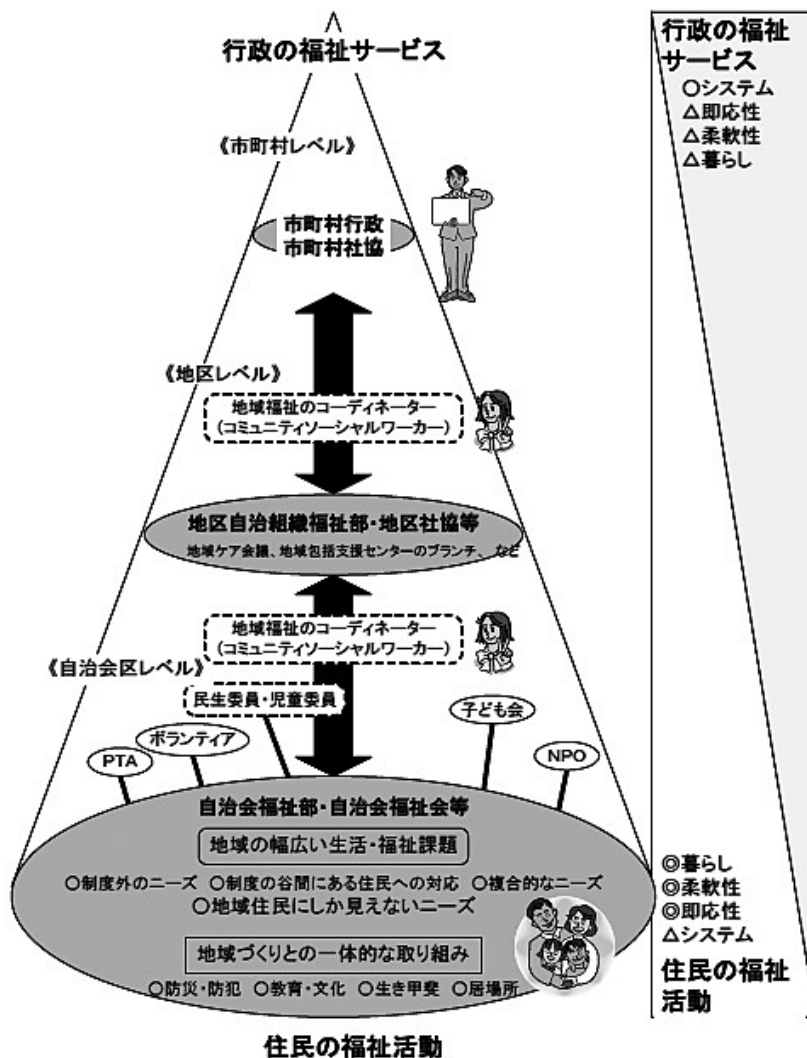 行政の福祉サービス
《市町村レベル》
市町村行政
市町村社協
《地区レベル》
地域福祉のコーディネーター
(コミュニティソーシャルワーカー)
地区自治組織福祉部・地区社協等
地域ケア会議、地域包括支援センターのブランチ、など
地域福祉のコーディネーター
(コミュニティソーシャルワーカー)
《自治会区レベル》
民生委員・児童委員
子ども会
ボランティア
PTA
NPO
自治会福祉部・自治会福祉会等
地域の幅広い生活・福祉課題
○制度外のニーズ ○制度の谷間にある住民への対応 ○複合的なニーズ
○地域住民にしか見えないニーズ
地域づくりとの一体的な取り組み
○防災・防犯 ○教育・文化 ○生き甲斐 ○居場所
住民の福祉活動
行政の福祉
サービス
○システム
△即応性
△柔軟性
△暮らし
◎暮らし
◎柔軟性
◎即応性
△システム
住民の福祉
活動